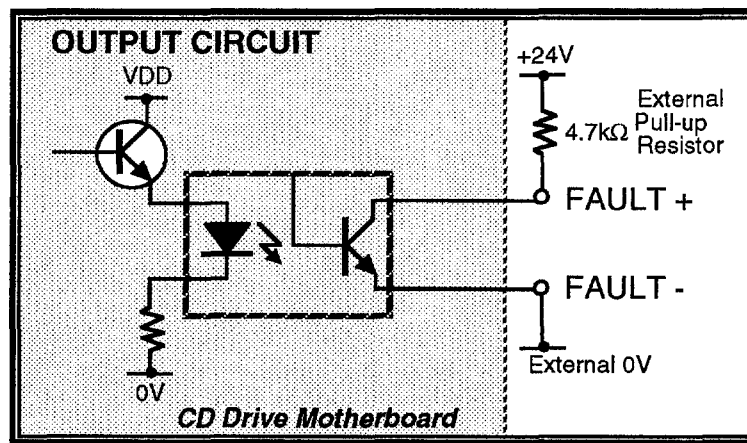 OUTPUT CIRCUIT
VDD
+24V
4.7kΩ
External
Pull-up
Resistor
FAULT +
FAULT -
External 0V
0V
CD Drive Motherboard